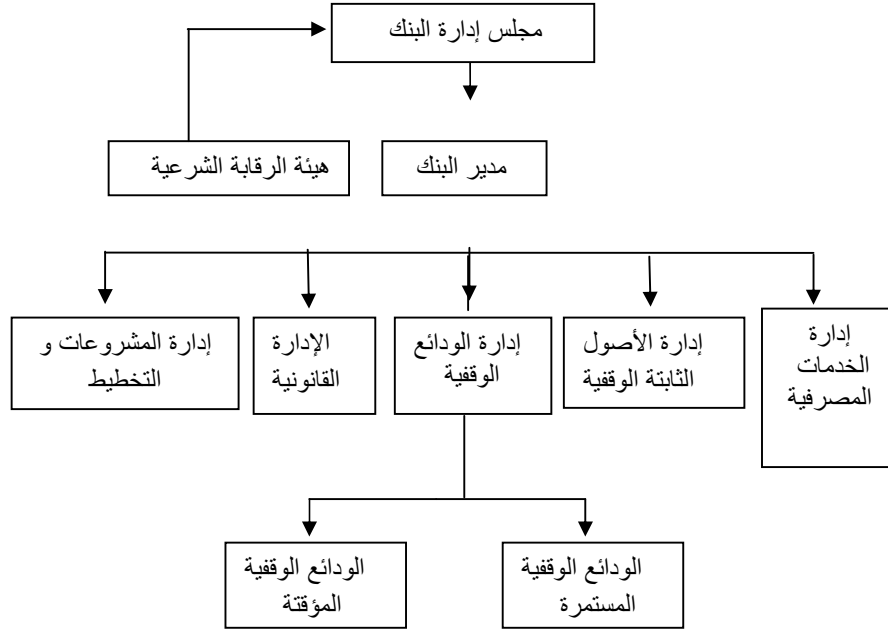 مجلس إدارة البنك
مدير البنك
هيئة الرقابة الشرعية
إدارة
الخدمات
المصرفية
إدارة الأصول
الثابتة الوقفية
إدارة الودائع
الوقفية
الإدارة
القانونية
إدارة المشروعات و
التخطيط
الودائع الوقفية
المستمرة
الودائع الوقفية
المؤقتة